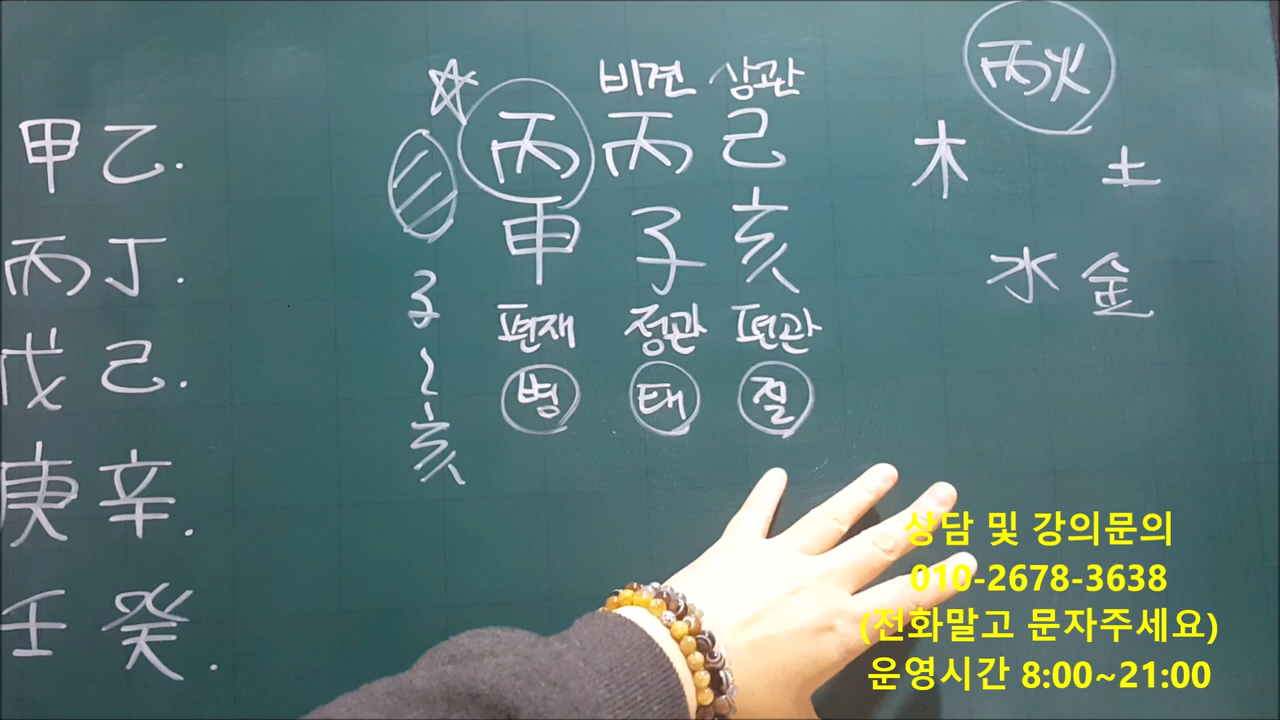 甲乙.
丙丁.
戊己.
庚辛.
壬癸.
子
~
亥
비견 상관
丙丙己
申子亥
편재 정관 편관
병 태 절
丙火
木 土
水 金
상담 및 강의문의
010-2678-3638
(전화말고 문자주세요)
운영시간 8:00~21:00